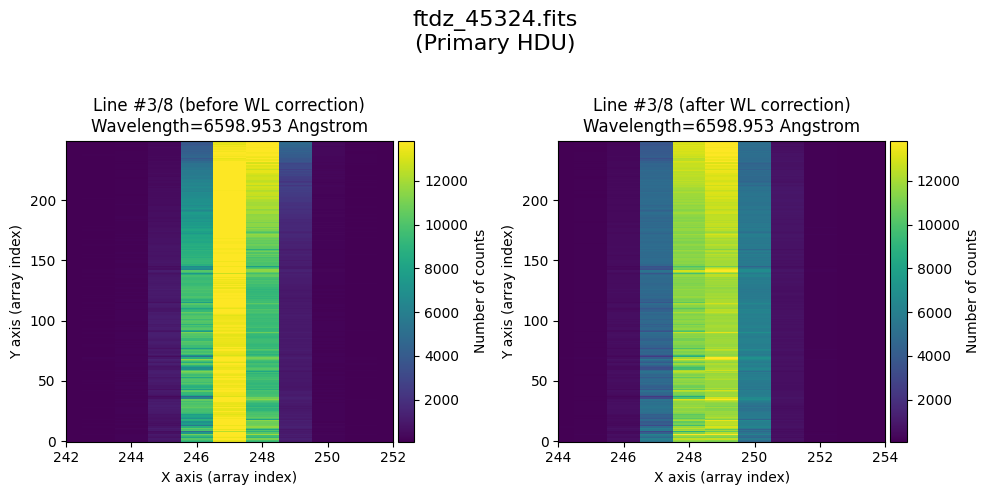 ftdz_45324.fits
(Primary HDU)
Line #3/8 (before WL correction)
Wavelength=6598.953 Angstrom
Y axis (array index)
200
150
100
50
0
242 244 246 248 250 252
X axis (array index)
12000
10000
8000
6000
4000
2000
Number of counts
Line #3/8 (after WL correction)
Wavelength=6598.953 Angstrom
Y axis (array index)
200
150
100
50
0
244 246 248 250 252 254
X axis (array index)
12000
10000
8000
6000
4000
2000
Number of counts